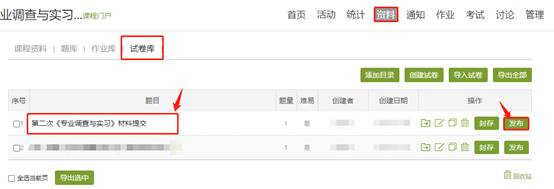 业调查与实习...课程门户 首页 活动 统计 资料 通知 作业 考试 讨论 管理
课程资料 | 题库 | 作业库 | 试卷库
添加目录 创建试卷 导入试卷 导出全部
序号 题目 题量 难易 创建者 创建日期 操作
1 第二次《专业调查与实习》材料提交 1 易 封存 发布
2 1 易 封存 发布
全选当前页 导出选中 回收站